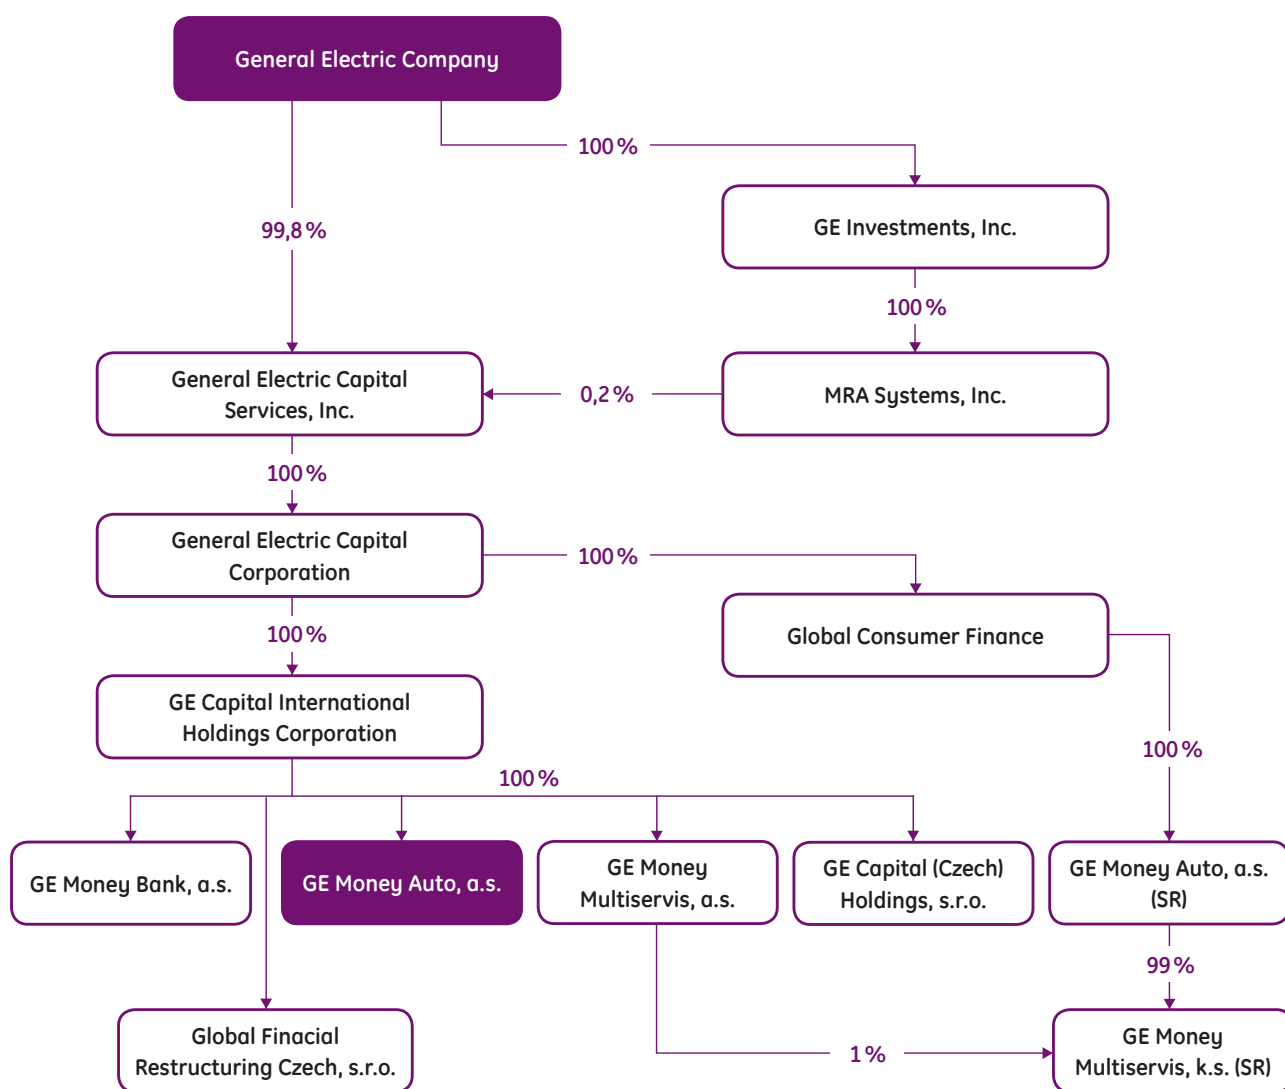 General Electric Company
100 %
GE Investments, Inc.
99,8 %
100 %
General Electric Capital
Services, Inc.
0,2 %
MRA Systems, Inc.
100 %
General Electric Capital
Corporation
100 %
Global Consumer Finance
100 %
GE Capital International
Holdings Corporation
100 %
100 %
GE Money Bank, a.s.
GE Money Auto, a.s.
GE Money
Multiservis, a.s.
GE Capital (Czech)
Holdings, s.r.o.
GE Money Auto, a.s.
(SR)
99 %
Global Finacial
Restructuring Czech, s.r.o.
1 %
GE Money
Multiservis, k.s. (SR)